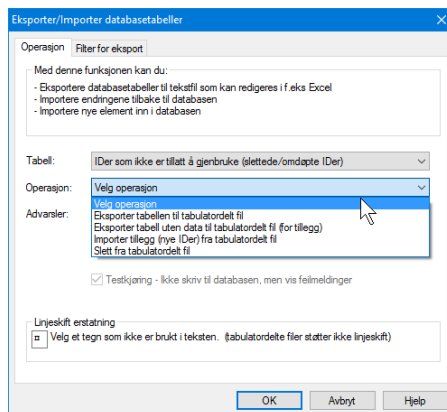 Eksporter/Importer databasetabeller
Operasjon
Filter for eksport
Med denne funksjonen kan du:
- Eksportere databasetabeller til tekstfil som kan redigeres i f.eks Excel
- Importere endringene tilbake til databasen
- Importere nye element inn i databasen
Tabell:
IDer som ikke er tillatt å gjenbruke (slettede/omdøpte IDer)
Operasjon:
Velg operasjon
Velg operasjon
Advarsler:
Eksporter tabellen til tabulatordelt fil
Eksporter tabell uten data til tabulatordelt fil (for tillegg)
Importer tillegg (nye IDer) fra tabulatordelt fil
Slett fra tabulatordelt fil
Testkjøring - Ikke skriv til databasen, men vis feilmeldinger
Linjeskift erstatning
¤ Velg et tegn som ikke er brukt i teksten. (tabulatordelte filer støtter ikke linjeskift)
OK
Avbryt
Hjelp